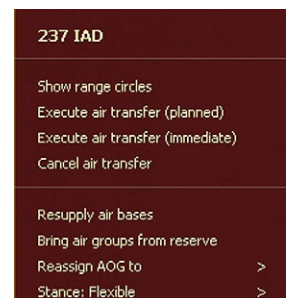 237 IAD
Show range circles
Execute air transfer (planned)
Execute air transfer (immediate)
Cancel air transfer
Resupply air bases
Bring air groups from reserve
Reassign AOG to >
Stance: Flexible >